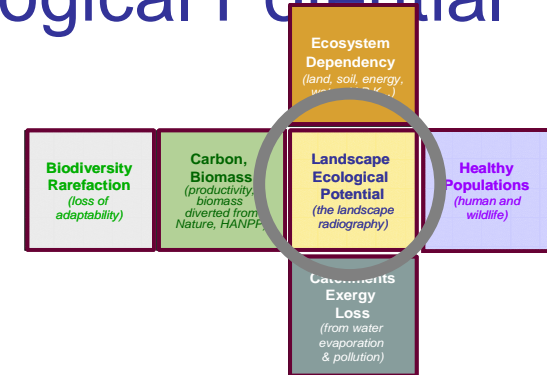 ogical Potential
Ecosystem
Dependency
(land, soil, energy,
Biodiversity
Rarefaction
(loss of
adaptability)
Carbon,
Biomass
(productivity,
biomass
diverted from
Nature, HANPP,
Landscape
Ecological
Potential
(the landscape
radiography)
Healthy
Populations
(human and
wildlife)
Catchments
Exergy
Loss
(from water
evaporation
& pollution)